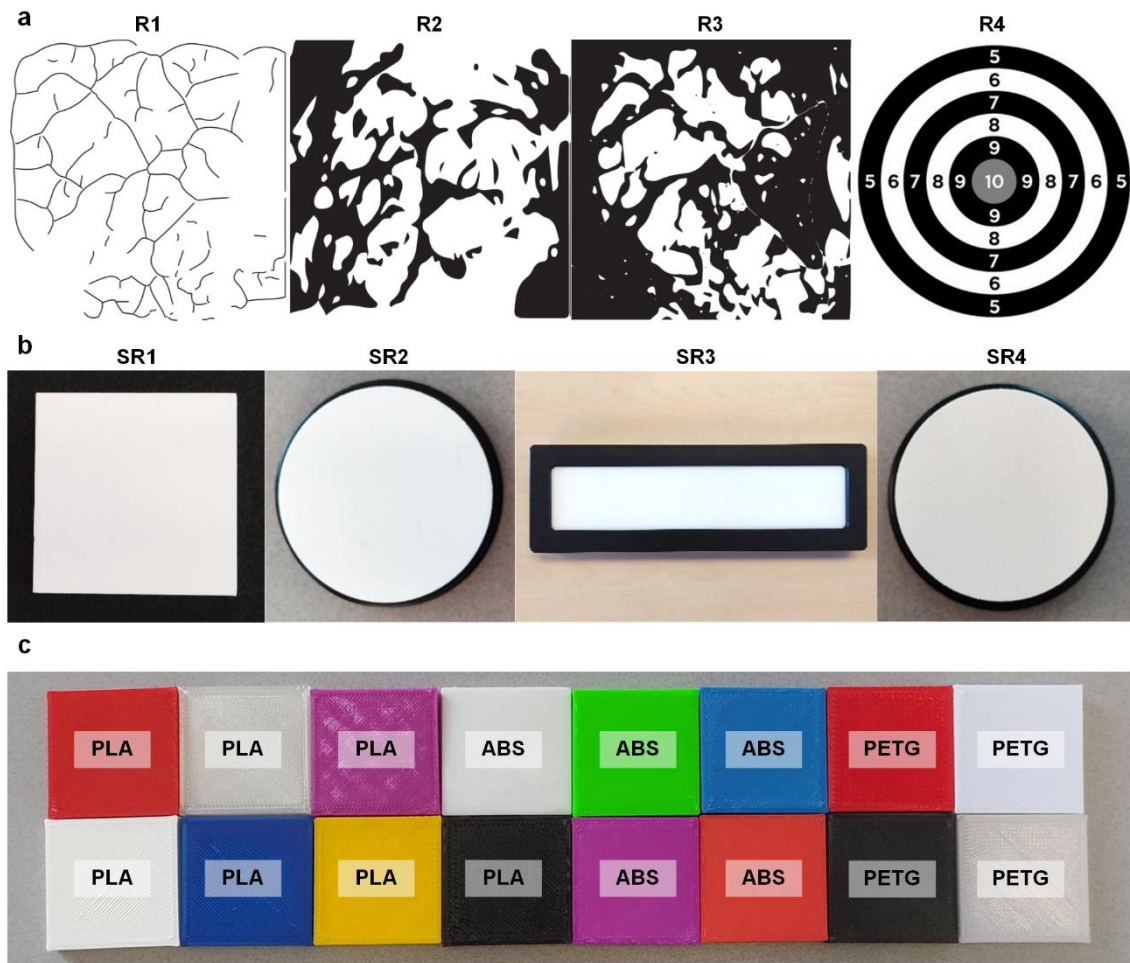 a
R1 R2 R3 R4
5
6
7
8
9
5 6 7 8 9 10 9 8 7 6 5
9
8
7
6
5
b
SR1 SR2 SR3 SR4
c
PLA PLA PLA ABS ABS ABS PETG PETG
PLA PLA PLA PLA ABS ABS PETG PETG